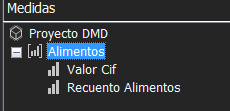 Medidas
Proyecto DMD
Alimentos
Valor Cif
Recuento Alimentos